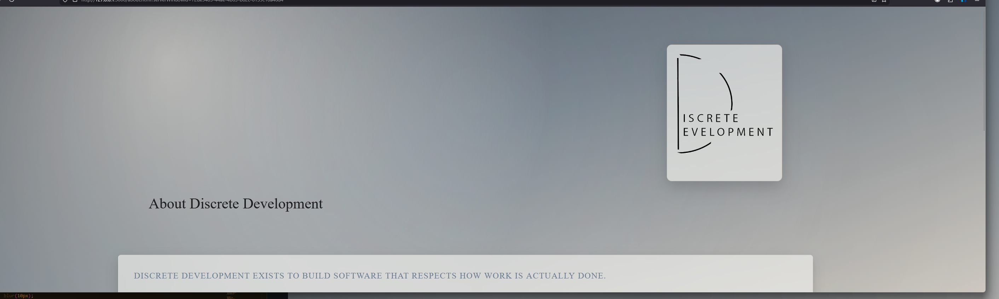 ISCRETE
EVELOPMENT
About Discrete Development
DISCRETE DEVELOPMENT EXISTS TO BUILD SOFTWARE THAT RESPECTS HOW WORK IS ACTUALLY DONE.
blur(10px);